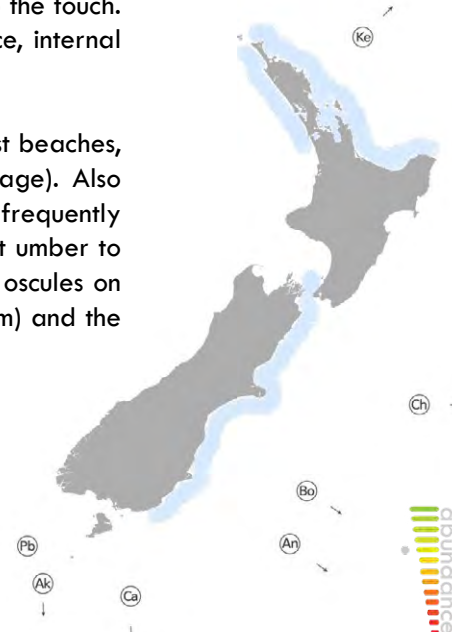 the touch.
ce, internal
st beaches,
age). Also
frequently
t umber to
oscules on
m) and the
Ke
Ch
Bo
An
Pb
Ak
Ca
abundance